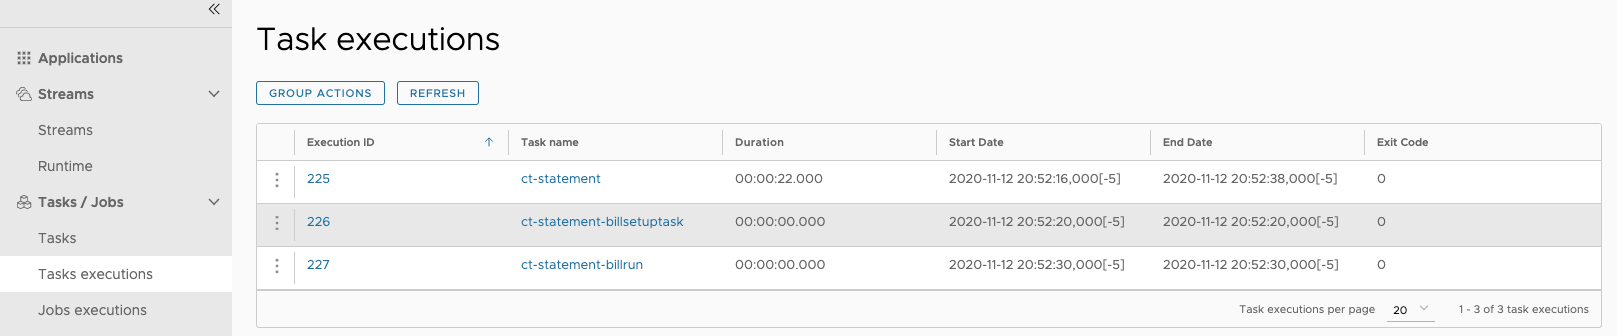 Applications
Streams
Streams
Runtime
Tasks / Jobs
Tasks
Tasks executions
Jobs executions
Task executions
GROUP ACTIONS REFRESH
Execution ID Task name Duration Start Date End Date Exit Code
225 ct-statement 00:00:22.000 2020-11-12 20:52:16,000[-5] 2020-11-12 20:52:38,000[-5] 0
226 ct-statement-billsetuptask 00:00:00.000 2020-11-12 20:52:20,000[-5] 2020-11-12 20:52:20,000[-5] 0
227 ct-statement-billrun 00:00:00.000 2020-11-12 20:52:30,000[-5] 2020-11-12 20:52:30,000[-5] 0
Task executions per page 20 1 - 3 of 3 task executions